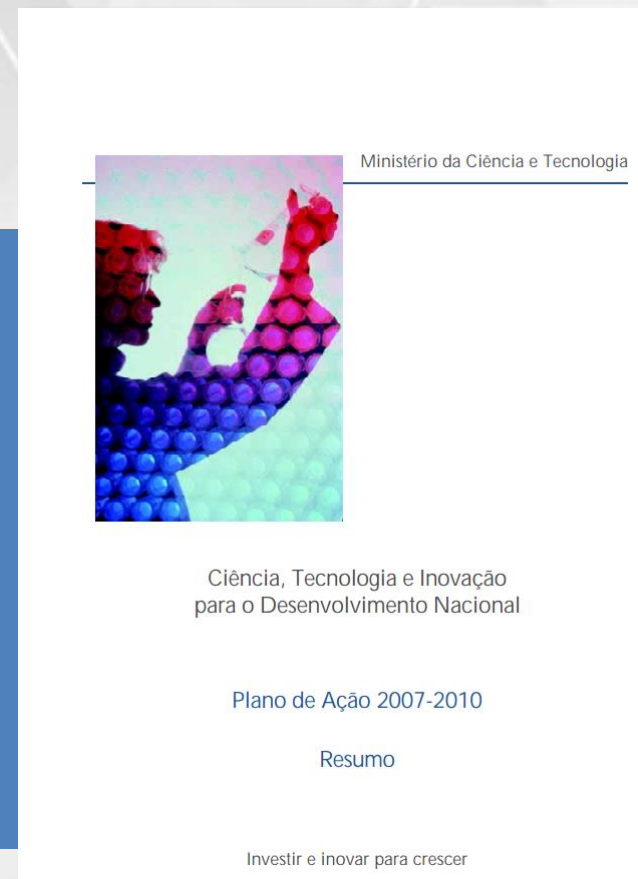 Ministério da Ciência e Tecnologia
Ciência, Tecnologia e Inovação
para o Desenvolvimento Nacional
Plano de Ação 2007-2010
Resumo
Investir e inovar para crescer